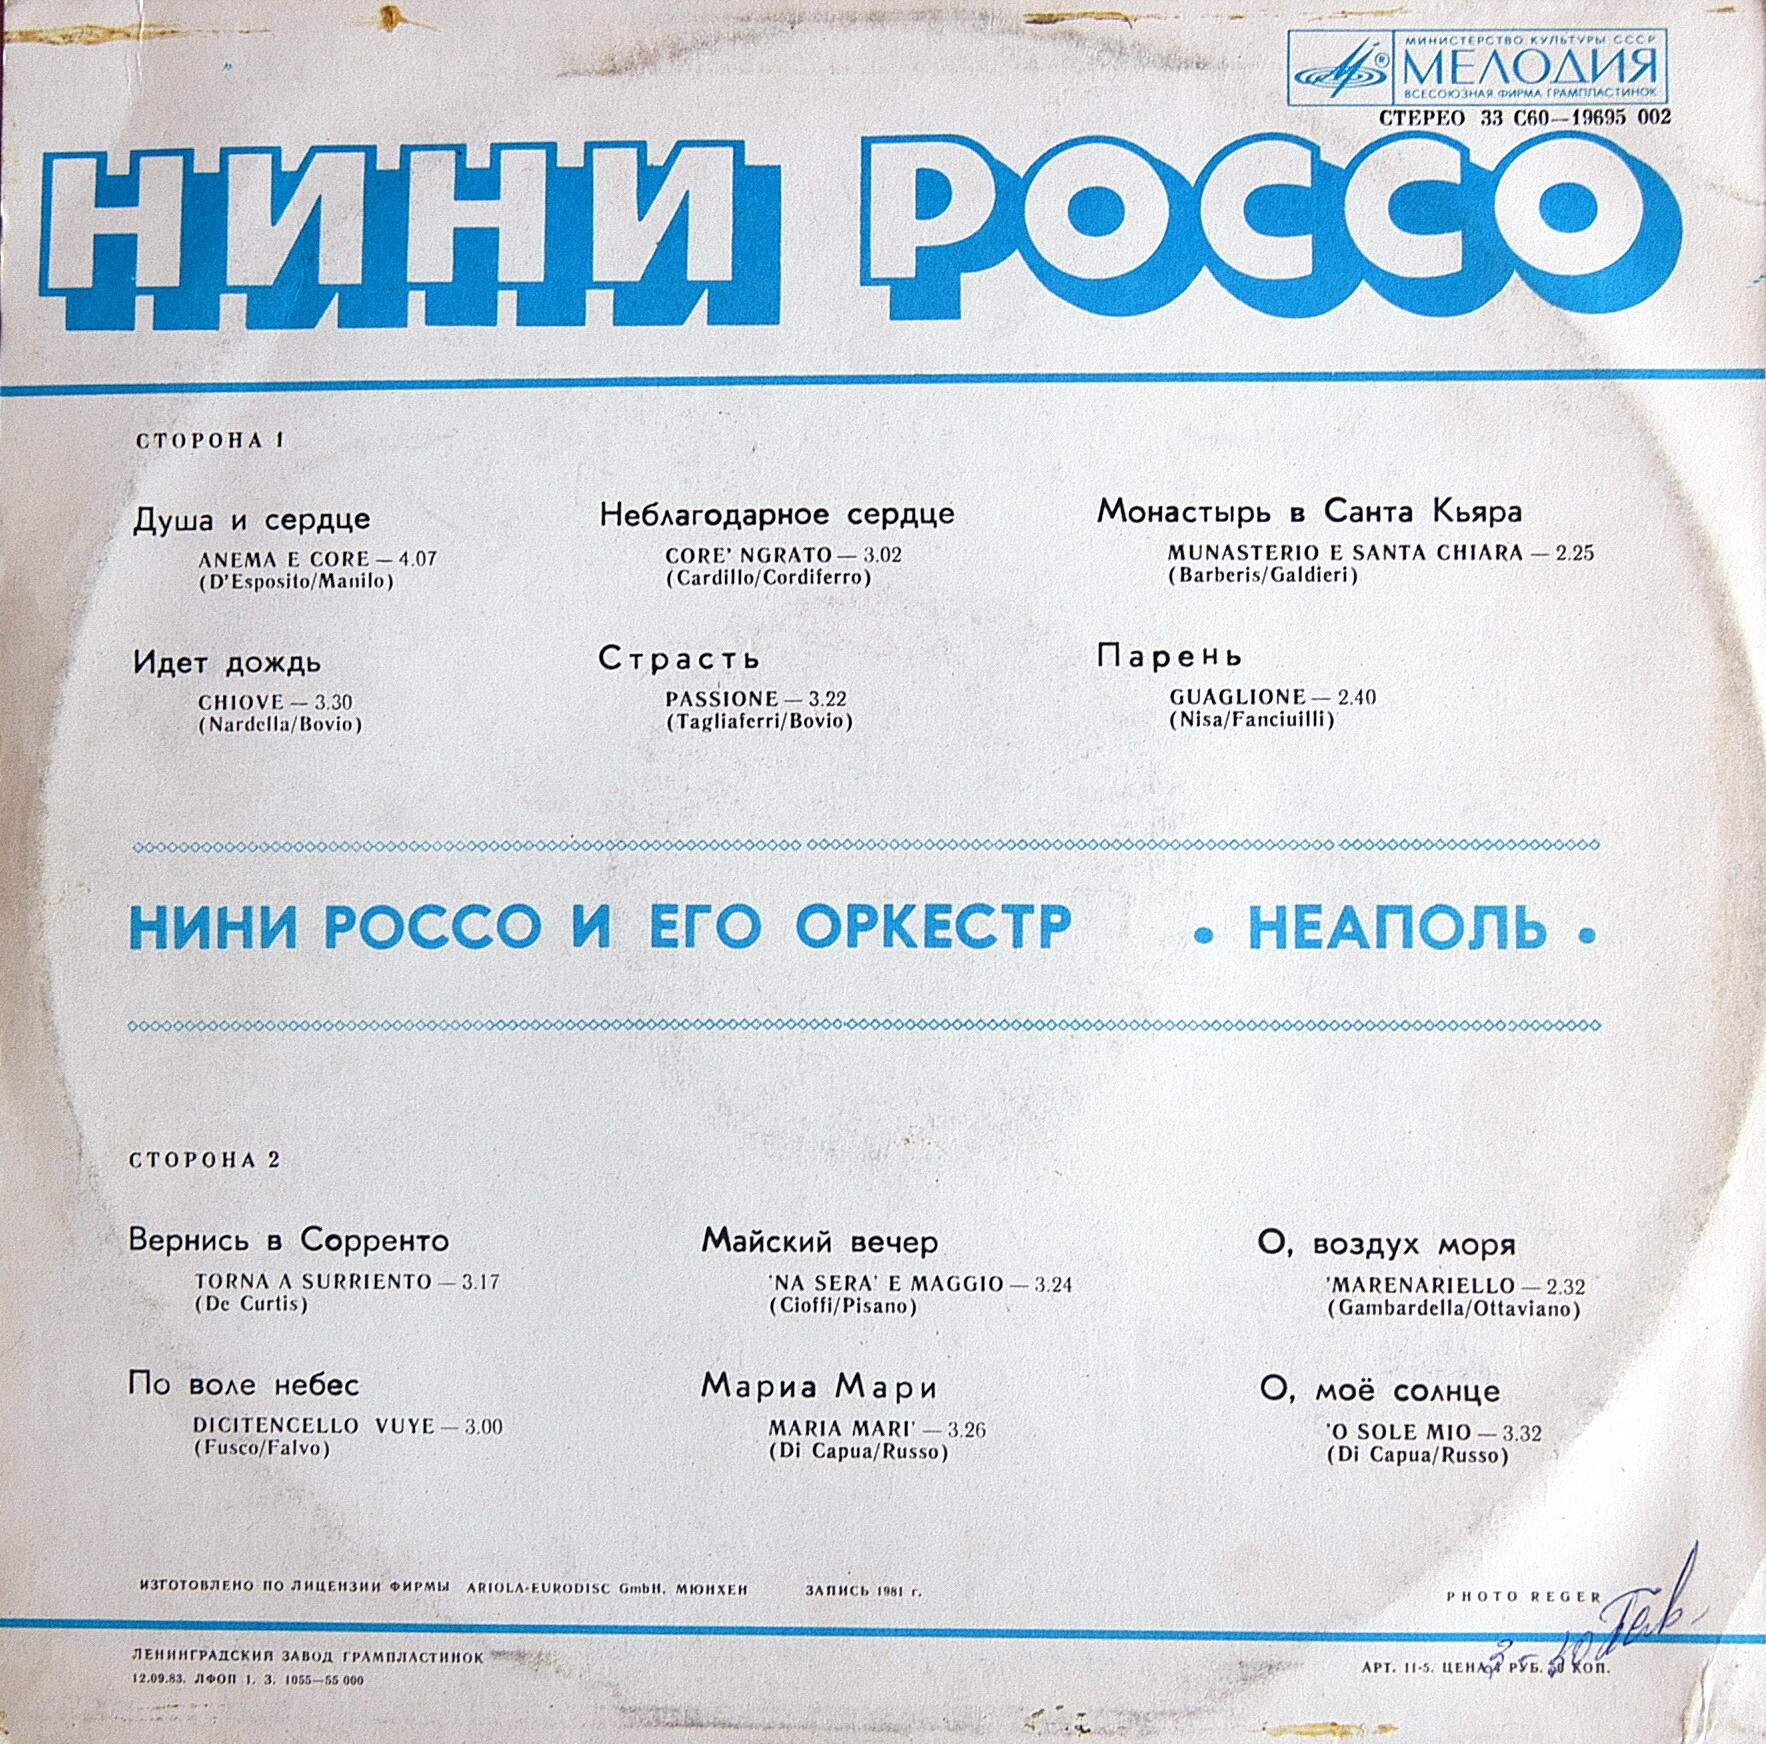 МИНИСТЕРСТВО КУЛЬТУРЫ СССР
МЕЛОДИЯ
ВСЕСОЮЗНАЯ ФИРМА ГРАМПЛАСТИНОК
СТЕРЕО 33 С60—19695 002
НИНИ РОССО
СТОРОНА 1
Душа и сердце
ANEMA E CORE — 4.07
(D'Esposito/Manilo)
Неблагодарное сердце
CORE' NGRATO — 3.02
(Cardillo/Cordiferro)
Монастырь в Санта Кьяра
MUNASTERIO E SANTA CHIARA — 2.25
(Barberis/Galdieri)
Идет дождь
CHIOVE — 3.30
(Nardella/Bovio)
Страсть
PASSIONE — 3.22
(Tagliaferri/Bovio)
Парень
GUAGLIONE — 2.40
(Nisa/Fanciuilli)
НИНИ РОССО И ЕГО ОРКЕСТР • НЕАПОЛЬ •
СТОРОНА 2
Вернись в Сорренто
TORNA A SURRIENTO — 3.17
(De Curtis)
Майский вечер
'NA SERA' E MAGGIO — 3.24
(Cioffi/Pisano)
О, воздух моря
'MARENARIELLO — 2.32
(Gambardella/Ottaviano)
По воле небес
DICITENCELLO VUYE — 3.00
(Fusco/Falvo)
Мариа Мари
MARIA MARI' — 3.26
(Di Capua/Russo)
О, моё солнце
'O SOLE MIO — 3.32
(Di Capua/Russo)
ИЗГОТОВЛЕНО ПО ЛИЦЕНЗИИ ФИРМЫ ARIOLA-EURODISC GmbH. МЮНХЕН ЗАПИСЬ 1981 г.
PHOTO REGER
ЛЕНИНГРАДСКИЙ ЗАВОД ГРАМПЛАСТИНОК
12.09.83. ЛФОП 1. З. 1055—55 000
АРТ. 11-5. ЦЕНА РУБ. КОП.